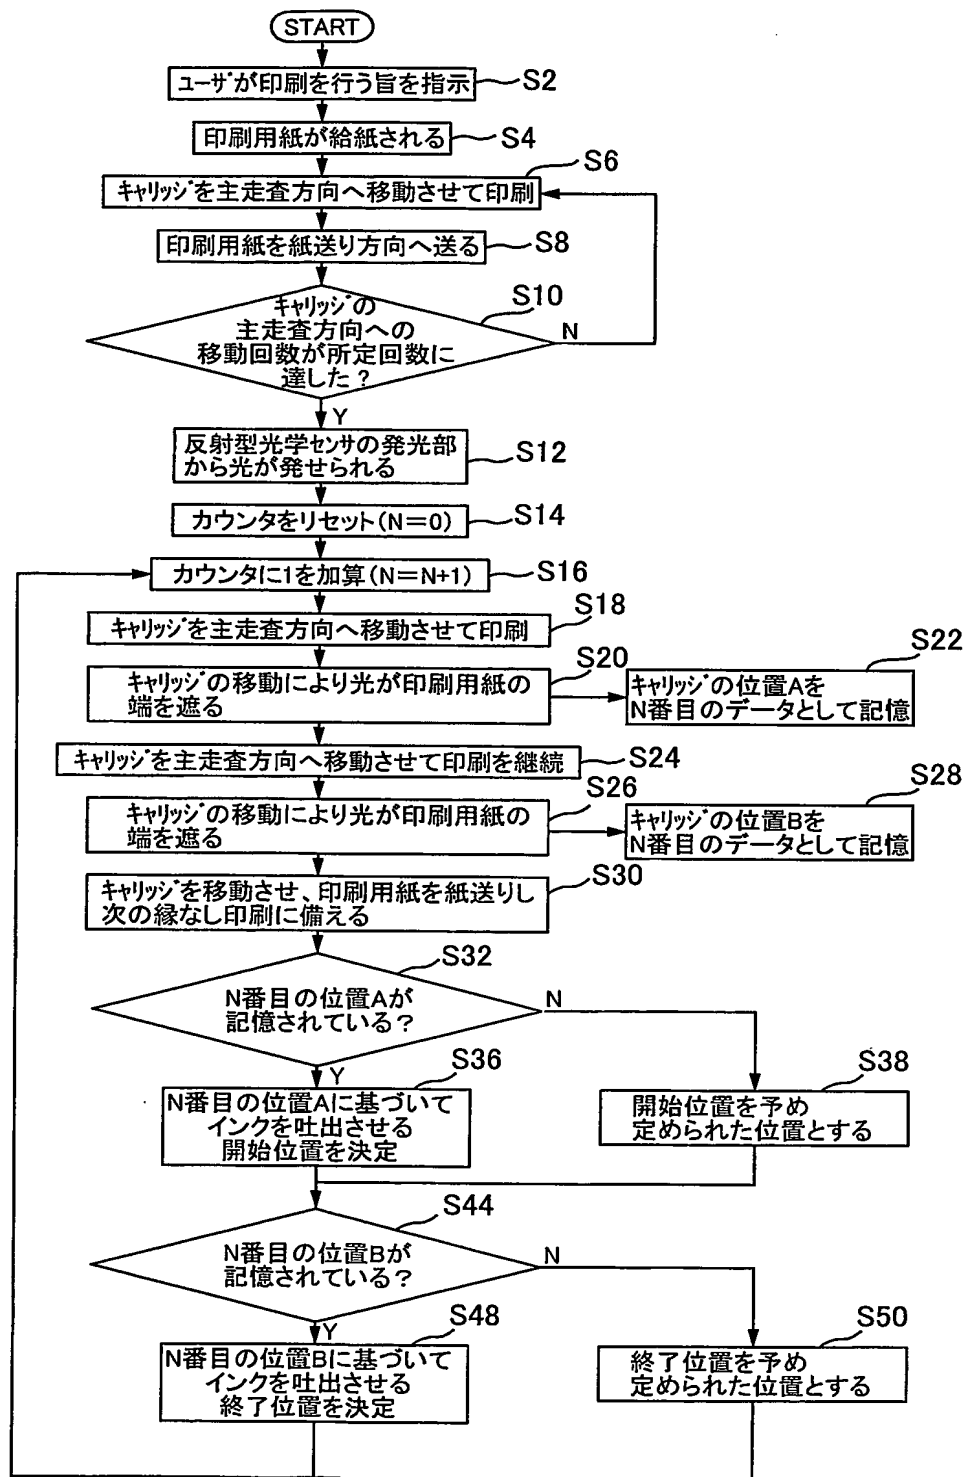 START
ユーザが印刷を行う旨を指示
S2
印刷用紙が給紙される
S4
S6
キャリッジを主走査方向へ移動させて印刷
印刷用紙を紙送り方向へ送る
S8
S10
キャリッジの
主走査方向への
移動回数が所定回数に
達した？
N
Y
反射型光学センサの発光部
から光が発せられる
S12
カウンタをリセット(N=0)
S14
カウンタに1を加算(N=N+1)
S16
S18
キャリッジを主走査方向へ移動させて印刷
S20
キャリッジの移動により光が印刷用紙の
端を遮る
S22
キャリッジの位置Aを
N番目のデータとして記憶
キャリッジを主走査方向へ移動させて印刷を継続
S24
S26
キャリッジの移動により光が印刷用紙の
端を遮る
S28
キャリッジの位置Bを
N番目のデータとして記憶
S30
キャリッジを移動させ、印刷用紙を紙送りし
次の縁なし印刷に備える
S32
N番目の位置Aが
記憶されている？
N
Y
S36
N番目の位置Aに基づいて
インクを吐出させる
開始位置を決定
S38
開始位置を予め
定められた位置とする
S44
N番目の位置Bが
記憶されている？
N
Y
S48
N番目の位置Bに基づいて
インクを吐出させる
終了位置を決定
S50
終了位置を予め
定められた位置とする